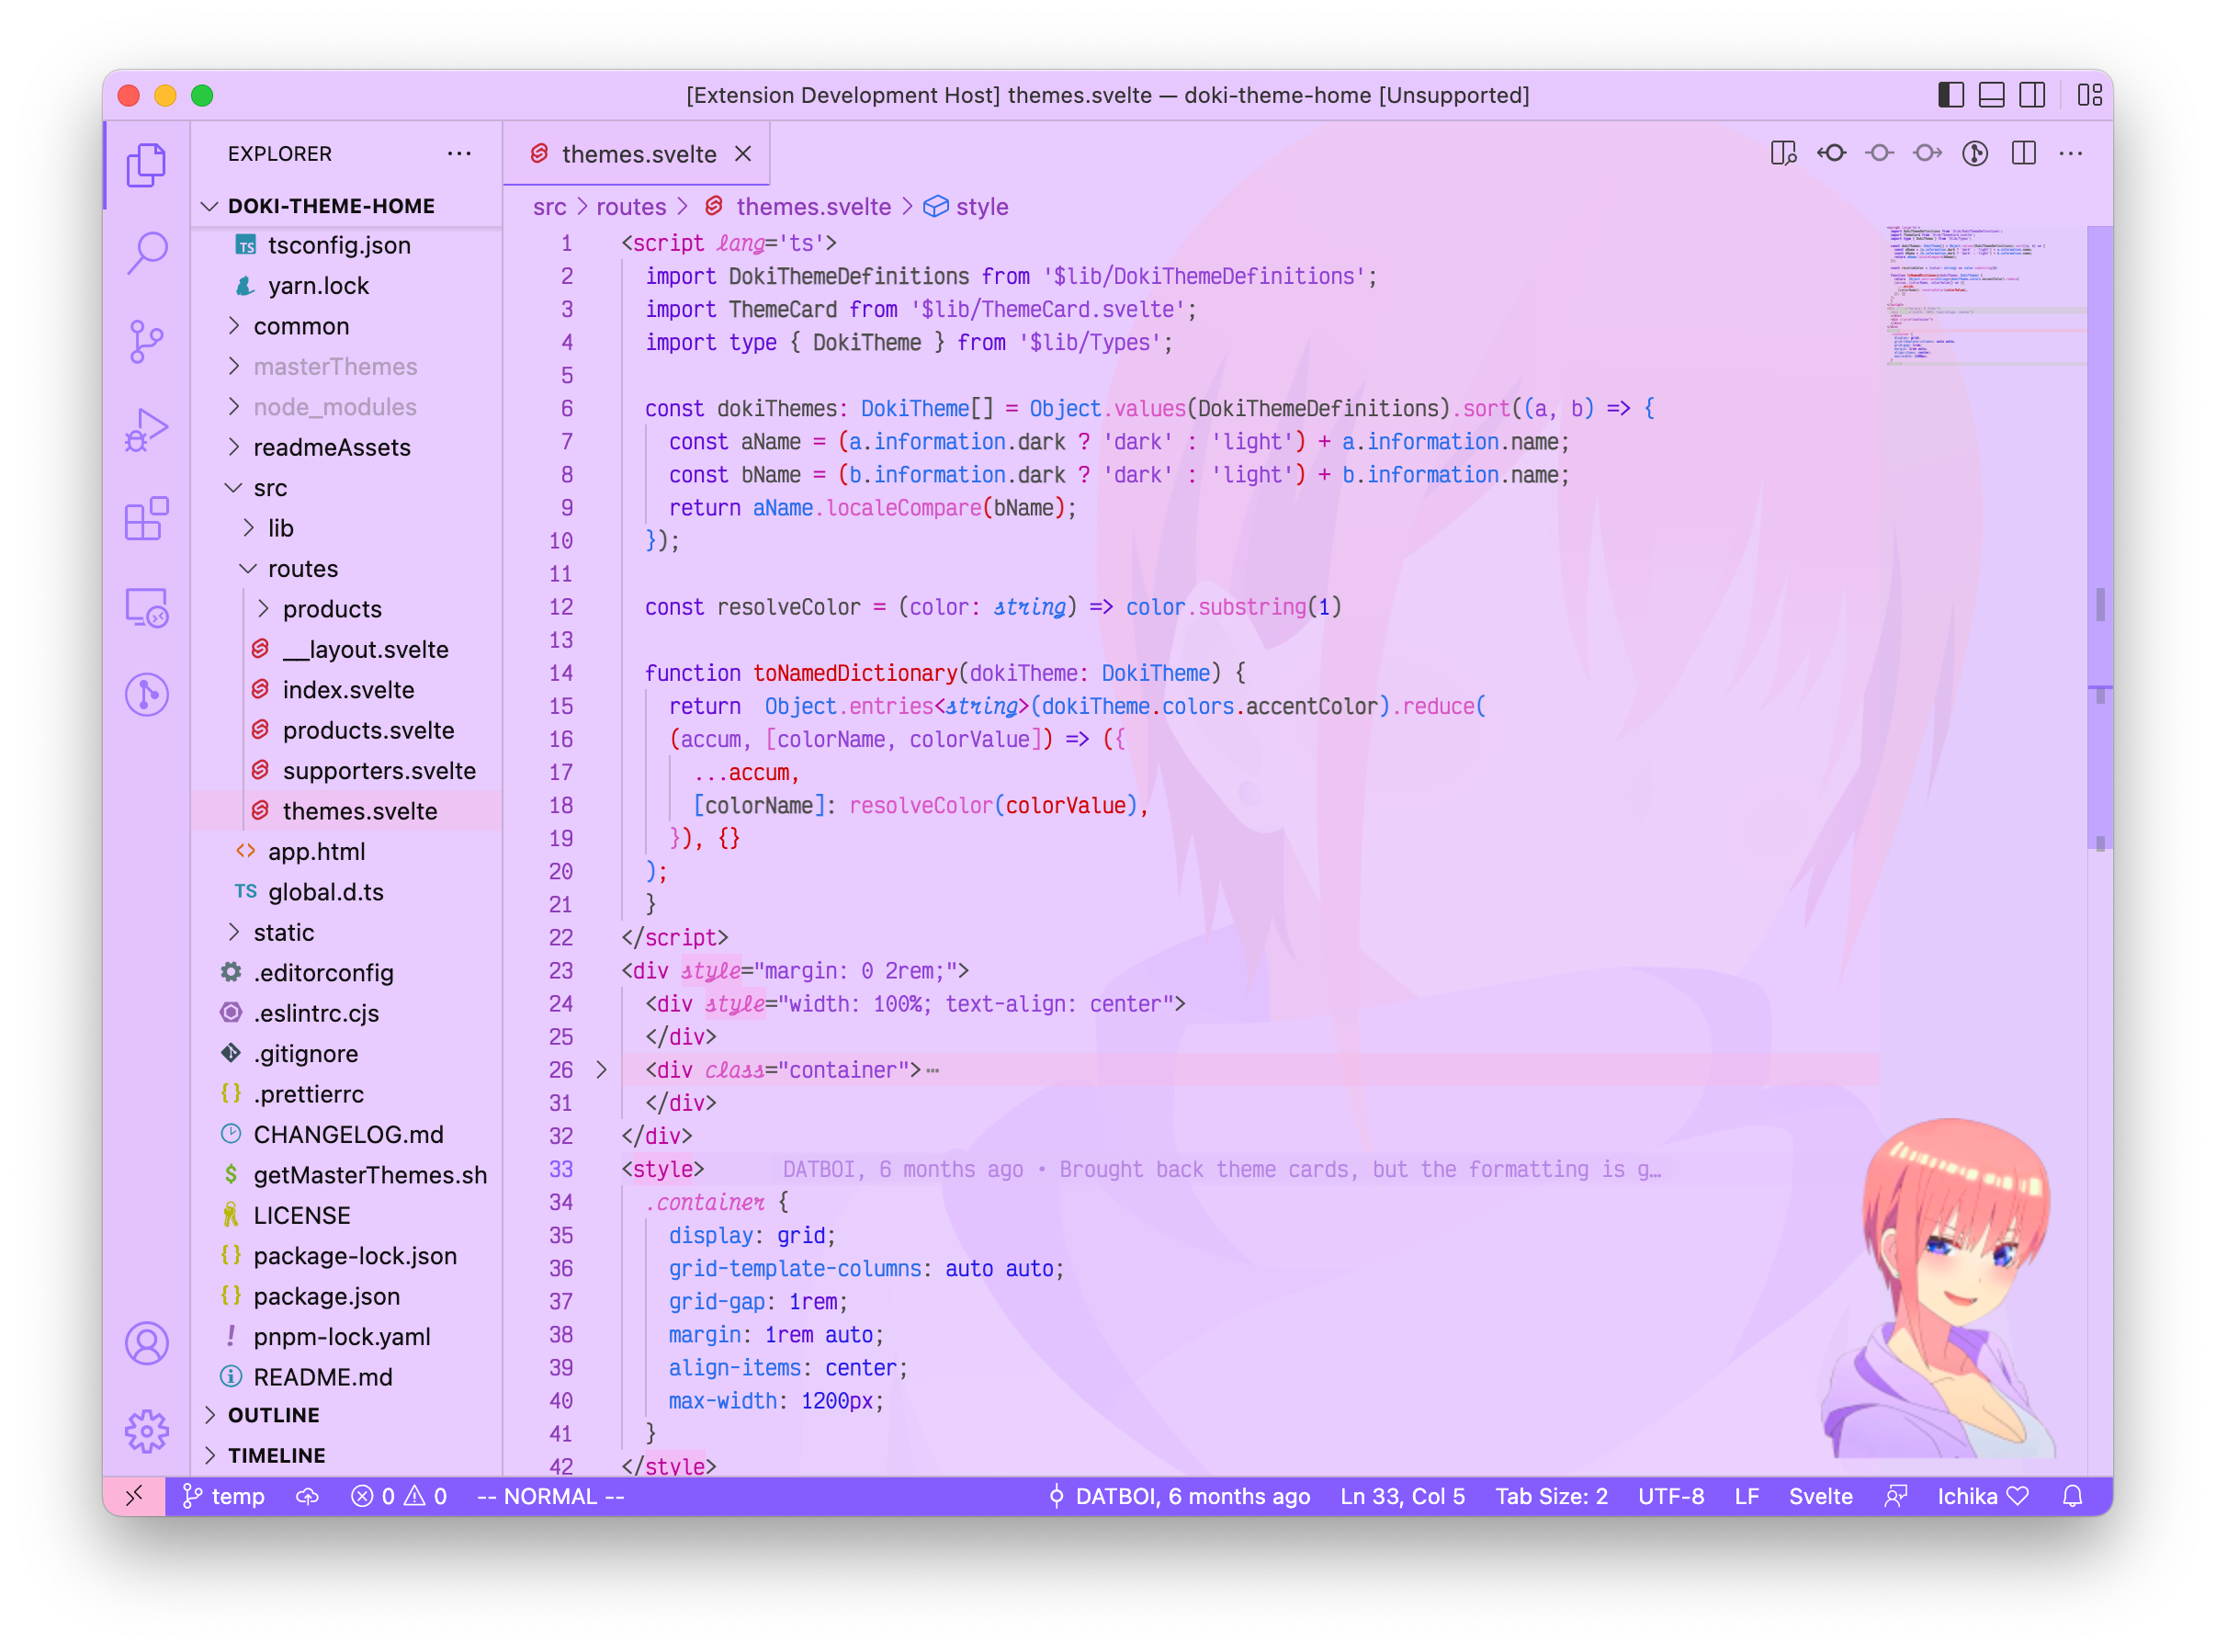 [Extension Development Host] themes.svelte — doki-theme-home [Unsupported]
EXPLORER
DOKI-THEME-HOME
TS tsconfig.json
yarn.lock
common
masterThemes
node_modules
readmeAssets
src
lib
routes
products
__layout.svelte
index.svelte
products.svelte
supporters.svelte
themes.svelte
<> app.html
TS global.d.ts
static
.editorconfig
.eslintrc.cjs
.gitignore
{} .prettierrc
CHANGELOG.md
$ getMasterThemes.sh
LICENSE
{} package-lock.json
{} package.json
! pnpm-lock.yaml
README.md
OUTLINE
TIMELINE
themes.svelte
src > routes > themes.svelte > style
1 <script lang='ts'>
2 import DokiThemeDefinitions from '$lib/DokiThemeDefinitions';
3 import ThemeCard from '$lib/ThemeCard.svelte';
4 import type { DokiTheme } from '$lib/Types';
5
6 const dokiThemes: DokiTheme[] = Object.values(DokiThemeDefinitions).sort((a, b) => {
7 const aName = (a.information.dark ? 'dark' : 'light') + a.information.name;
8 const bName = (b.information.dark ? 'dark' : 'light') + b.information.name;
9 return aName.localeCompare(bName);
10 });
11
12 const resolveColor = (color: string) => color.substring(1)
13
14 function toNamedDictionary(dokiTheme: DokiTheme) {
15 return  Object.entries<string>(dokiTheme.colors.accentColor).reduce(
16 (accum, [colorName, colorValue]) => ({
17 ...accum,
18 [colorName]: resolveColor(colorValue),
19 }), {}
20 );
21 }
22 </script>
23 <div style="margin: 0 2rem;">
24 <div style="width: 100%; text-align: center">
25 </div>
26 <div class="container">⋯
31 </div>
32 </div>
33 <style> DATBOI, 6 months ago • Brought back theme cards, but the formatting is g…
34 .container {
35 display: grid;
36 grid-template-columns: auto auto;
37 grid-gap: 1rem;
38 margin: 1rem auto;
39 align-items: center;
40 max-width: 1200px;
41 }
42 </style>
temp 0 0 -- NORMAL -- DATBOI, 6 months ago Ln 33, Col 5 Tab Size: 2 UTF-8 LF Svelte Ichika ♡